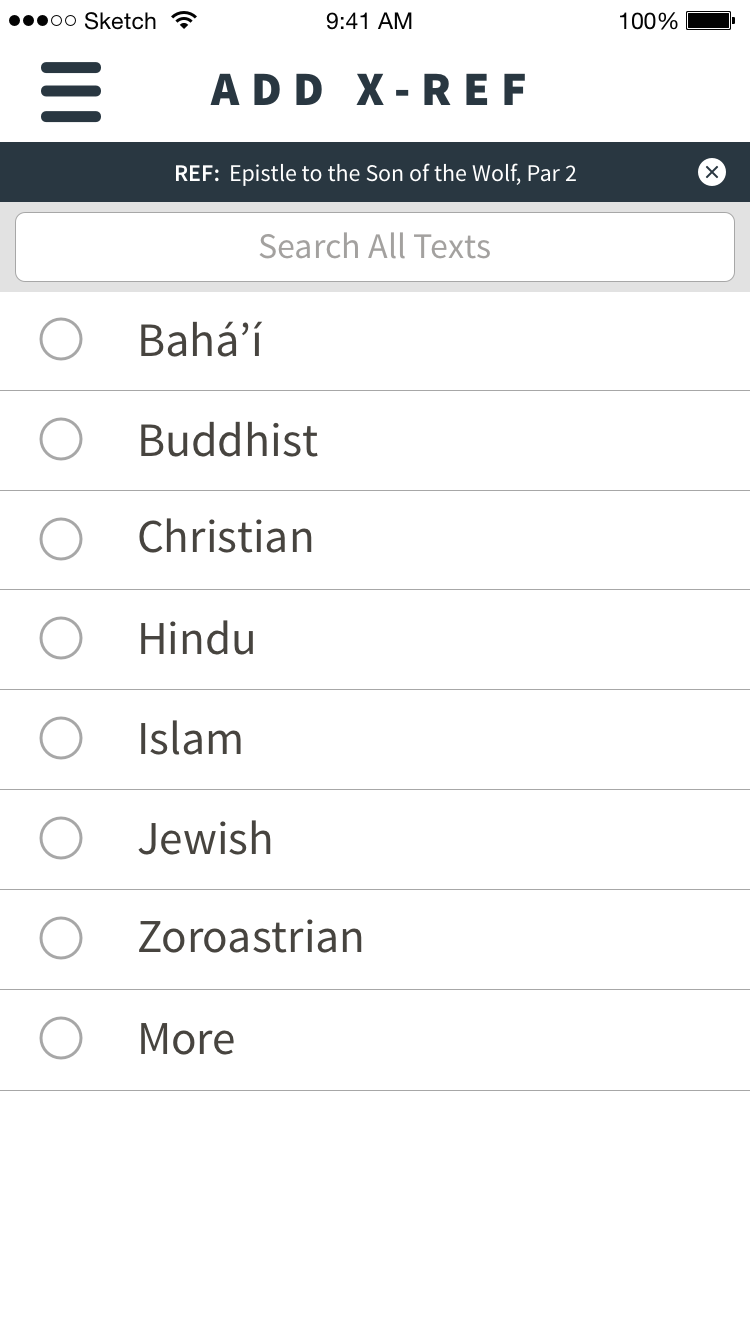 Sketch 9:41 AM 100%
ADD X-REF
REF: Epistle to the Son of the Wolf, Par 2
Search All Texts
Bahá’í
Buddhist
Christian
Hindu
Islam
Jewish
Zoroastrian
More